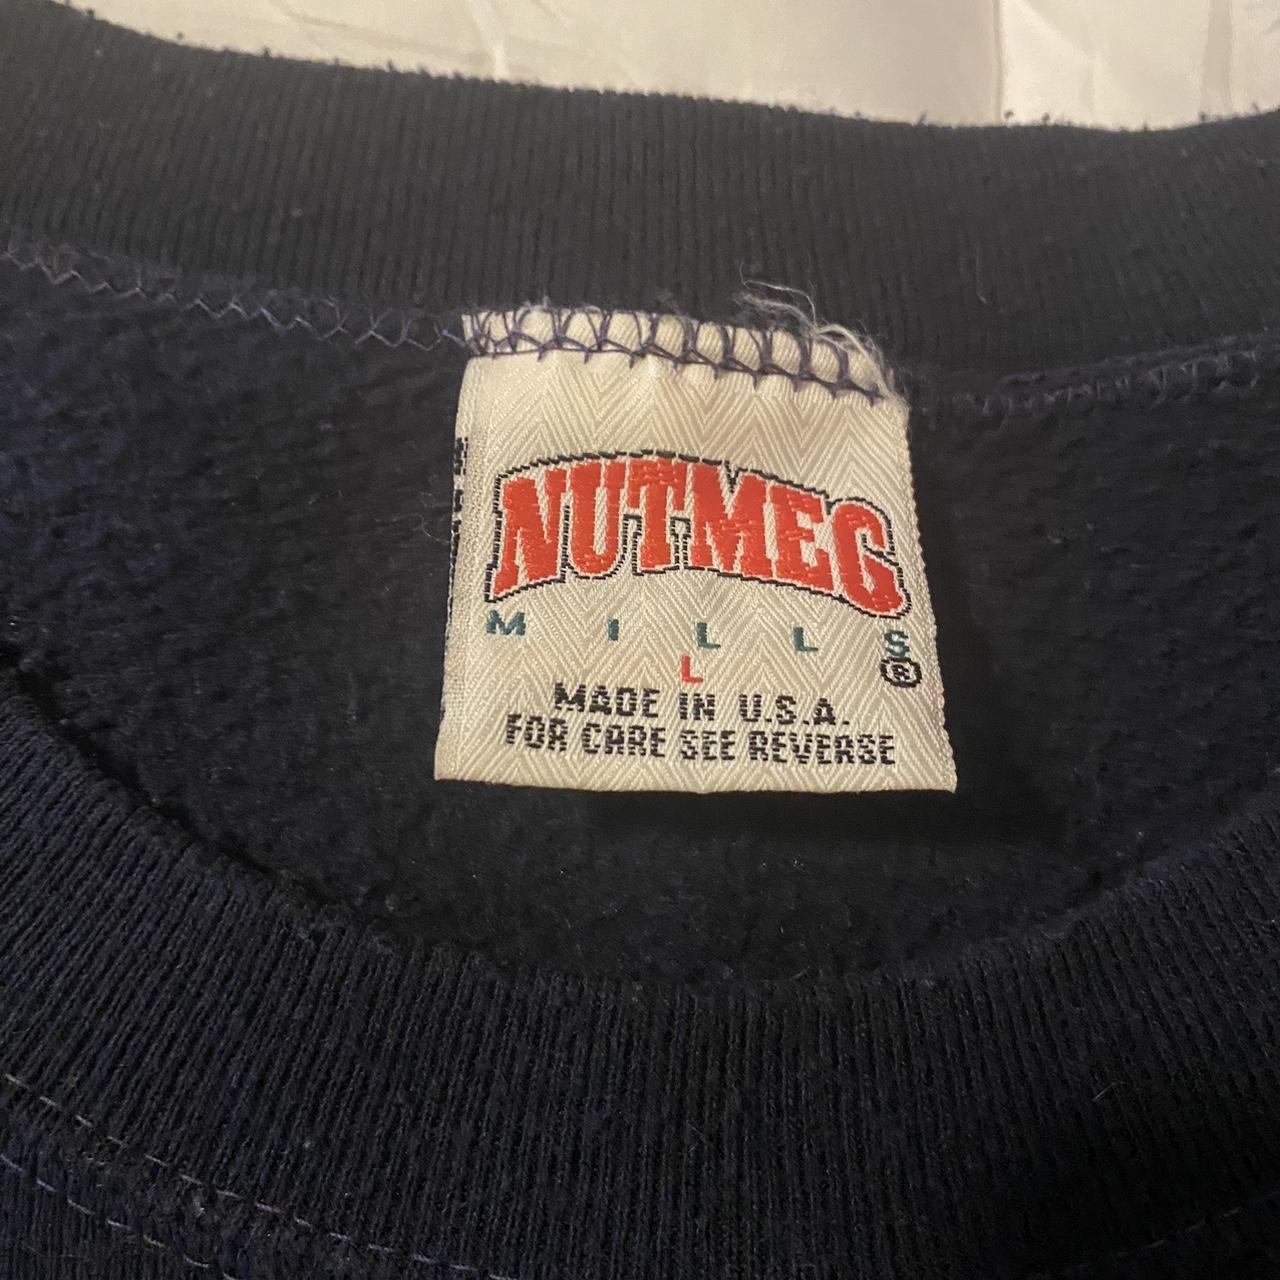 NUTMEG
MILLS
®
L
MADE IN U.S.A.
FOR CARE SEE REVERSE